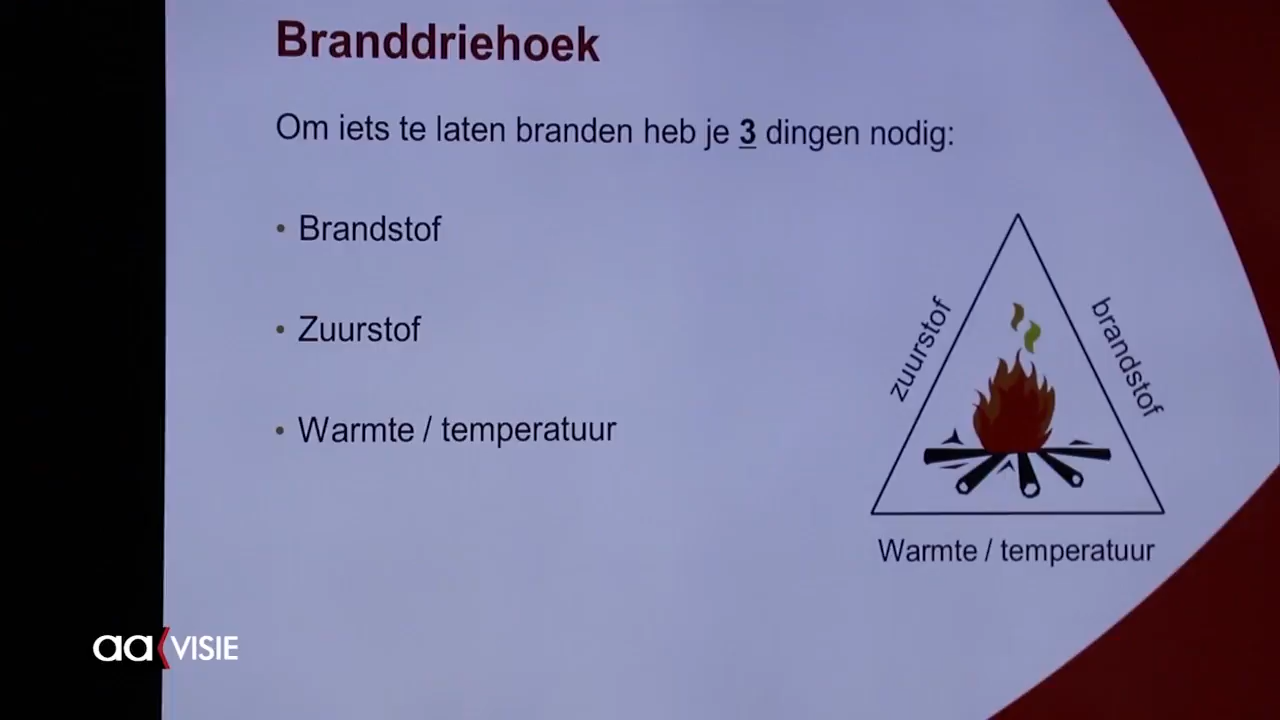 Branddriehoek
Om iets te laten branden heb je 3 dingen nodig:
• Brandstof
• Zuurstof
• Warmte / temperatuur
zuurstof
brandstof
Warmte / temperatuur
aa VISIE